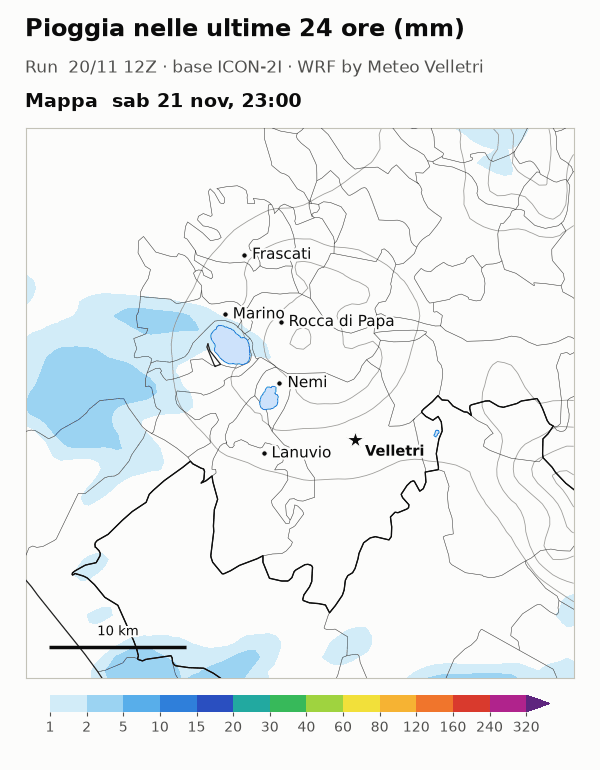 Pioggia nelle ultime 24 ore (mm)
Run  20/11 12Z · base ICON-2I · WRF by Meteo Velletri
Mappa  sab 21 nov, 23:00
Frascati
Marino
Rocca di Papa
Nemi
Velletri
Lanuvio
10 km
1 2 5 10 15 20 30 40 60 80 120 160 240 320